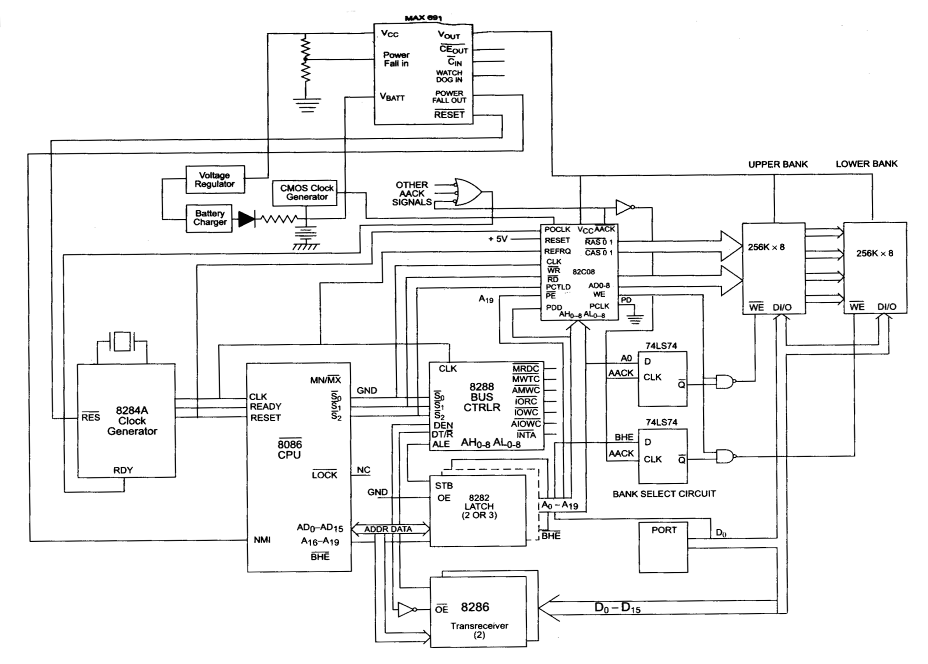 MAX 691
VCC
VOUT
CEOUT
Power
Fall in
CIN
WATCH
DOG IN
VBATT
POWER
FALL OUT
RESET
Voltage
Regulator
CMOS Clock
Generator
Battery
Charger
OTHER
AACK
SIGNALS
UPPER BANK
LOWER BANK
+ 5V
POCLK
VCC AACK
RESET
RAS 0 1
REFRQ
CAS 0 1
CLK
WR
82C08
RD
PCTLD
AD0-8
PE
WE
PDD
PCLK
AH0–8 AL0–8
A19
PD
256K × 8
WE
DI/O
256K × 8
WE
DI/O
8284A
Clock
Generator
RES
CLK
READY
RESET
RDY
MN/MX
GND
S0
S1
S2
8086
CPU
LOCK
NC
GND
NMI
AD0–AD15
A16–A19
BHE
ADDR DATA
CLK
8288
BUS
CTRLR
S0
S1
S2
DEN
DT/R
ALE
AH0–8 AL0–8
MRDC
MWTC
AMWC
IORC
IOWC
AIOWC
INTA
STB
OE
8282
LATCH
(2 OR 3)
A0 – A19
BHE
OE
8286
Transreceiver
(2)
74LS74
A0
D
AACK
CLK
Q
74LS74
BHE
D
AACK
CLK
Q
BANK SELECT CIRCUIT
PORT
D0
D0 – D15